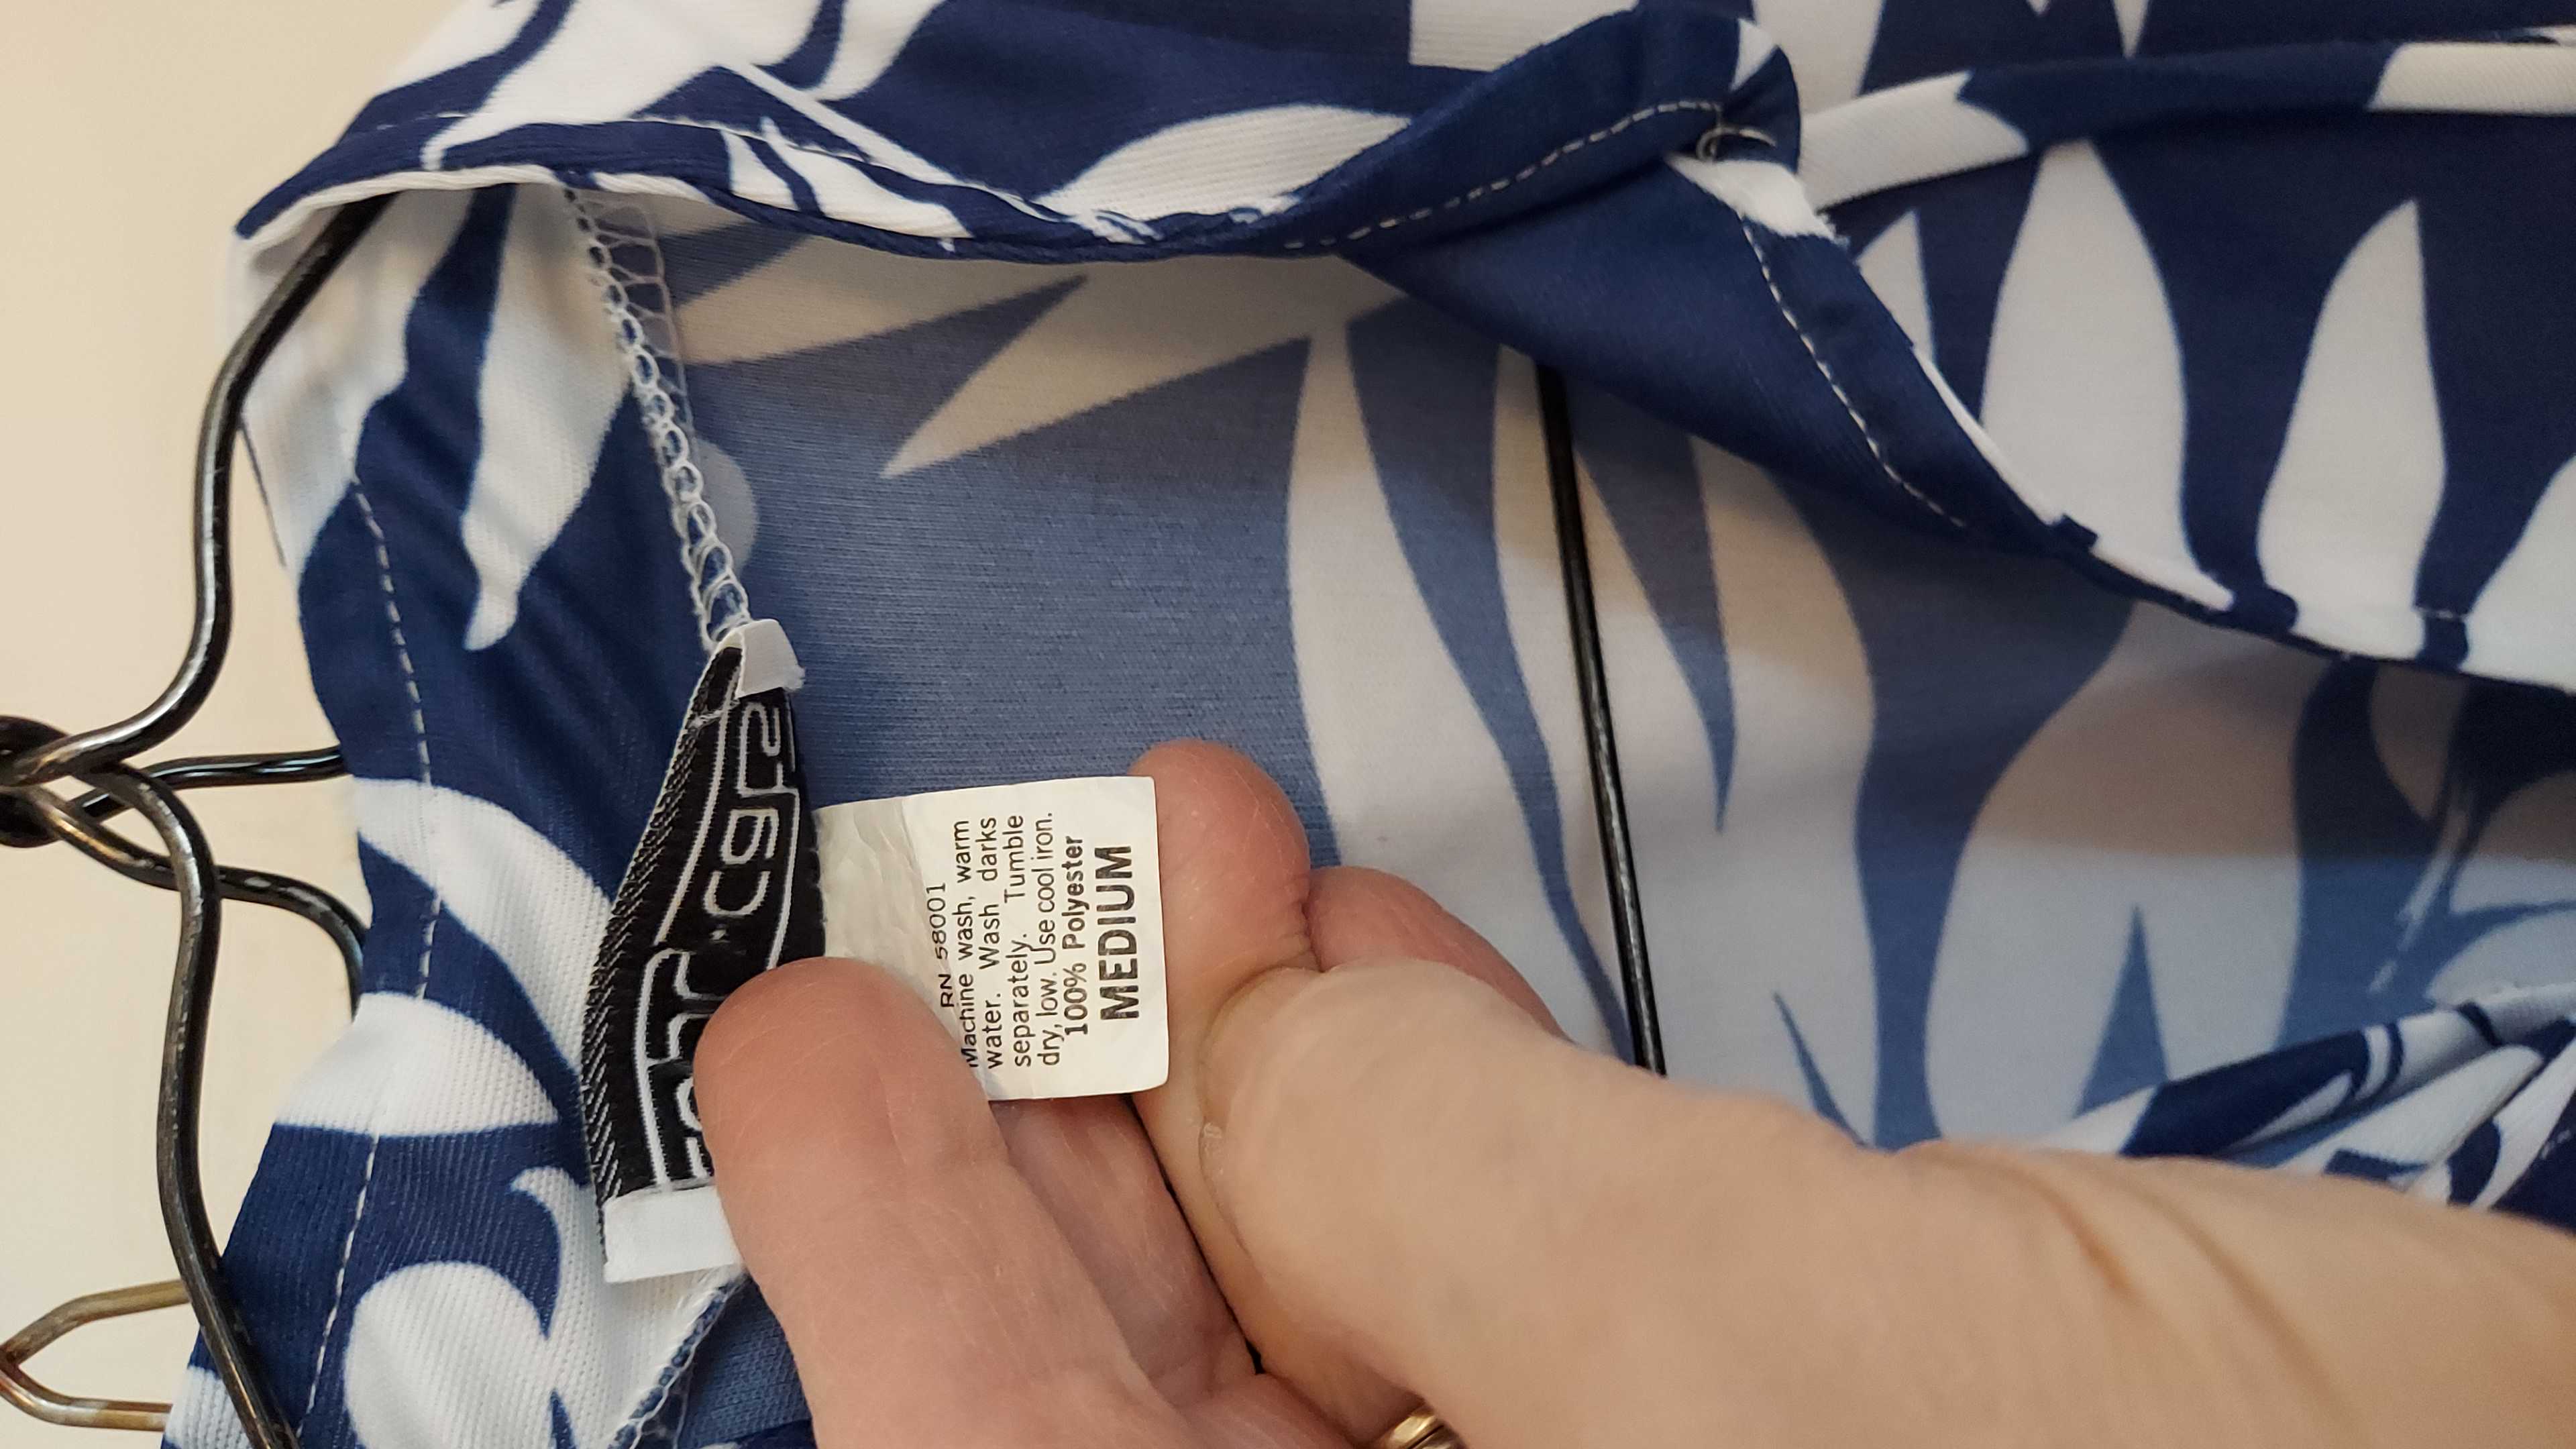 RN 58001
Machine wash, warm
water. Wash darks
separately. Tumble
dry, low. Use cool iron.
100% Polyester
MEDIUM